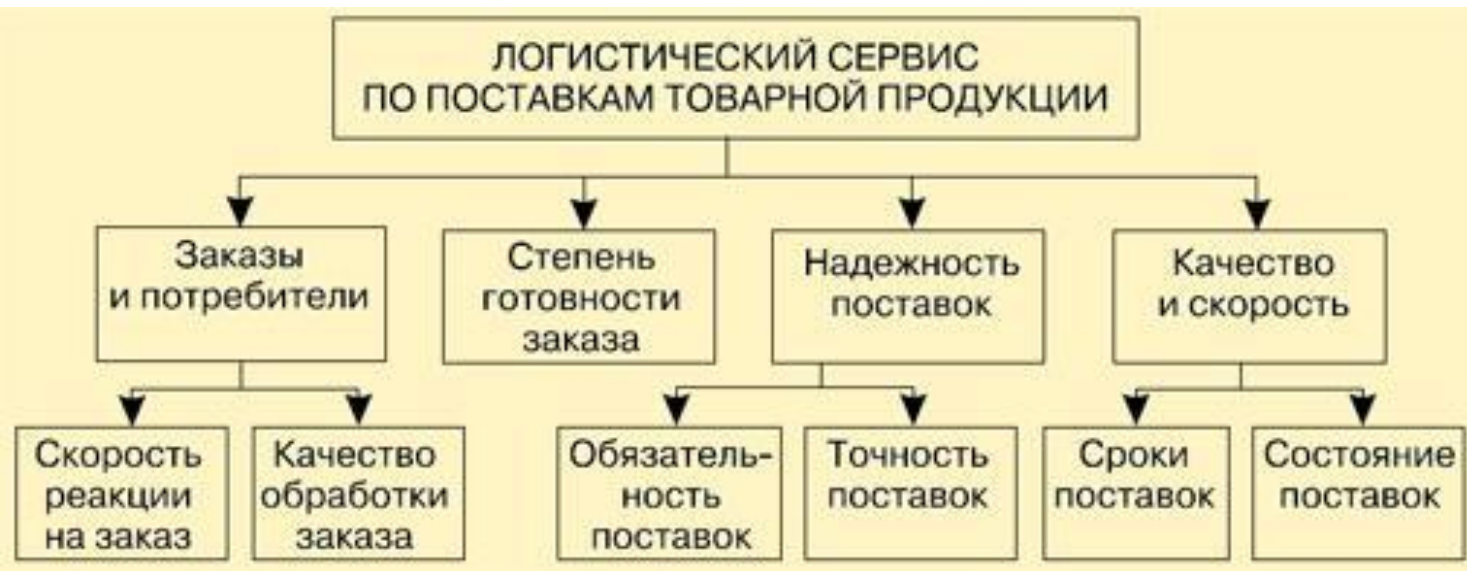 ЛОГИСТИЧЕСКИЙ СЕРВИС
ПО ПОСТАВКАМ ТОВАРНОЙ ПРОДУКЦИИ
Заказы
и потребители
Степень
готовности
заказа
Надежность
поставок
Качество
и скорость
Скорость
реакции
на заказ
Качество
обработки
заказа
Обязатель-
ность
поставок
Точность
поставок
Сроки
поставок
Состояние
поставок